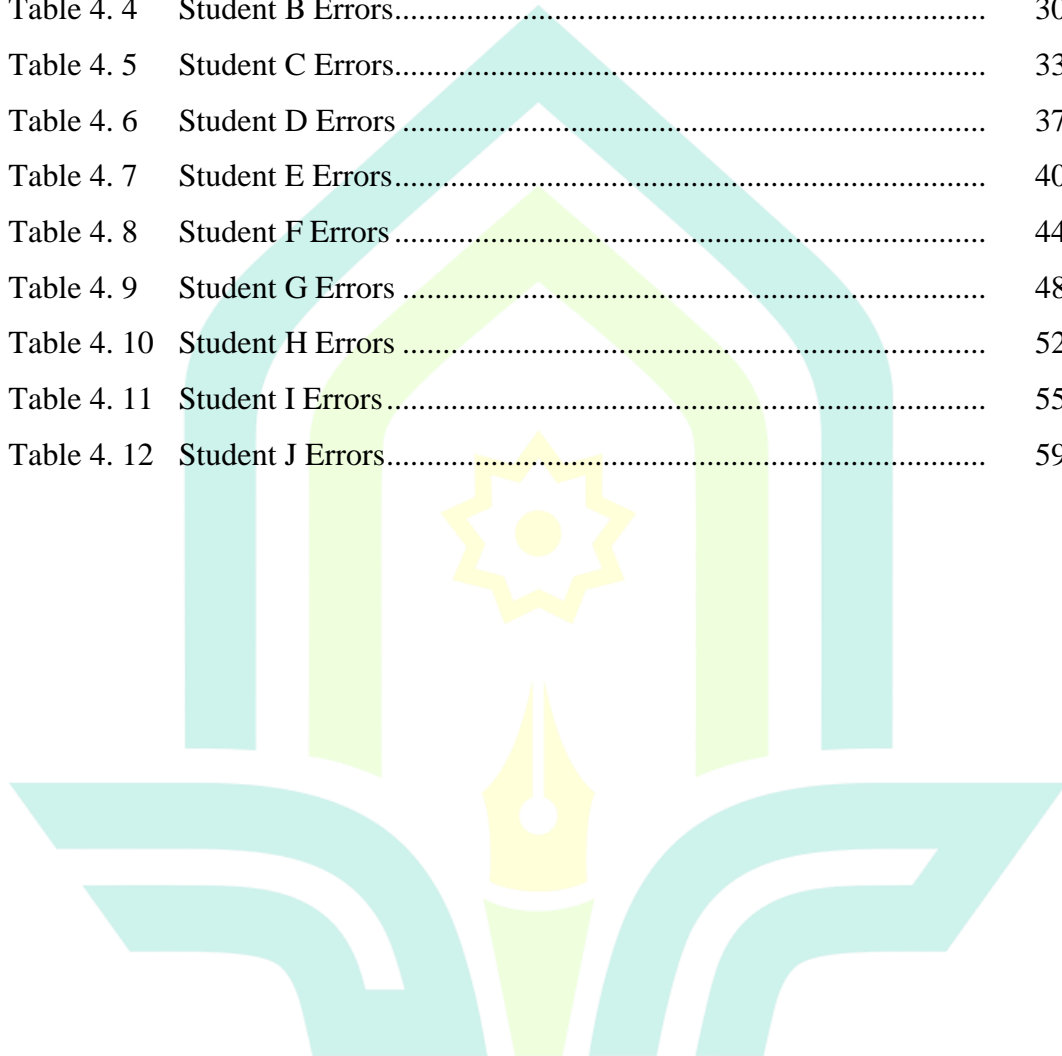 Table 4. 4 Student B Errors.......................................................................... 30
Table 4. 5 Student C Errors.......................................................................... 33
Table 4. 6 Student D Errors ......................................................................... 37
Table 4. 7 Student E Errors.......................................................................... 40
Table 4. 8 Student F Errors .......................................................................... 44
Table 4. 9 Student G Errors ......................................................................... 48
Table 4. 10 Student H Errors ......................................................................... 52
Table 4. 11 Student I Errors ........................................................................... 55
Table 4. 12 Student J Errors........................................................................... 59